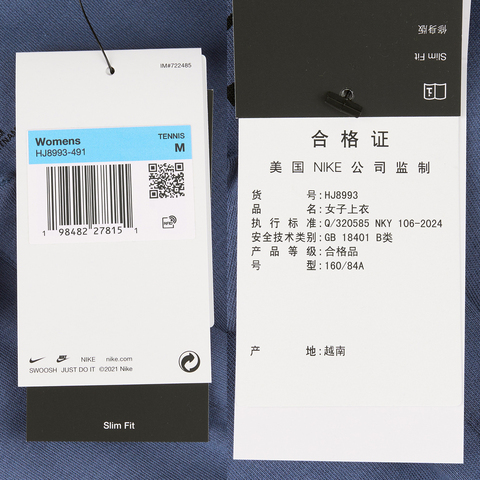 IM#722485
Womens TENNIS
HJ8993-491 M
1 98482 27815 1
NIKE nike.com
SWOOSH JUST DO IT ©2021 Nike
Slim Fit
修身版
Slim Fit
合格证
美国 NIKE 公司监制
货号:HJ8993
品名:女子上衣
执行标准:Q/320585 NKY 106-2024
安全技术类别:GB 18401 B类
产品等级:合格品
号型:160/84A
产地:越南